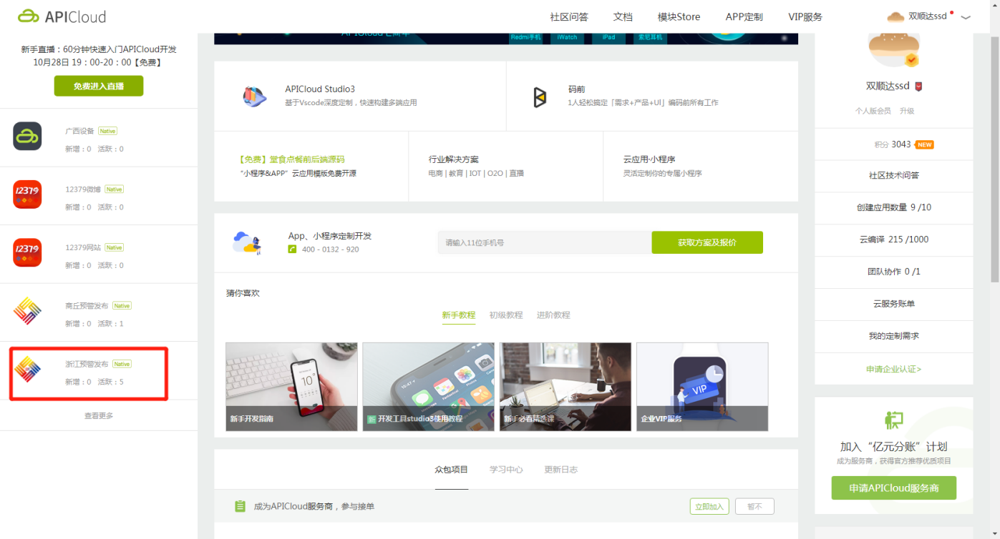 APICloud
社区问答 文档 模块Store APP定制 VIP服务
双顺达ssd
新手直播：60分钟快速入门APICloud开发
10月28日 19：00-20：00【免费】
免费进入直播
广西设备 Native
新增：0 活跃：0
12379
12379微博 Native
新增：0 活跃：0
12379
12379网站 Native
新增：0 活跃：0
商丘预警发布 Native
新增：0 活跃：1
浙江预警发布 Native
新增：0 活跃：5
查看更多
Redmi手机 iWatch iPad 索尼耳机
APICloud Studio3
基于Vscode深度定制，快速构建多端应用
码前
1人轻松搞定「需求+产品+UI」编码前所有工作
【免费】堂食点餐前后端源码
“小程序&APP”云应用模版免费开源
行业解决方案
电商 | 教育 | IOT | O2O | 直播
云应用·小程序
灵活定制你的专属小程序
App、小程序定制开发
400 - 0132 - 920
请输入11位手机号
获取方案及报价
猜你喜欢
新手教程 初级教程 进阶教程
10
新手开发指南
新 开发工具studio3使用教程
新手必看精选课
VIP
企业VIP服务
众包项目 学习中心 更新日志
成为APICloud服务商，参与接单
立即加入 暂不
双顺达ssd
个人版会员 升级
积分 3043 NEW
社区技术问答
创建应用数量 9 /10
云编译 215 /1000
团队协作 0 /1
云服务账单
我的定制需求
申请企业认证>
加入“亿元分账”计划
成为服务商，获得官方推荐优质项目
申请APICloud服务商